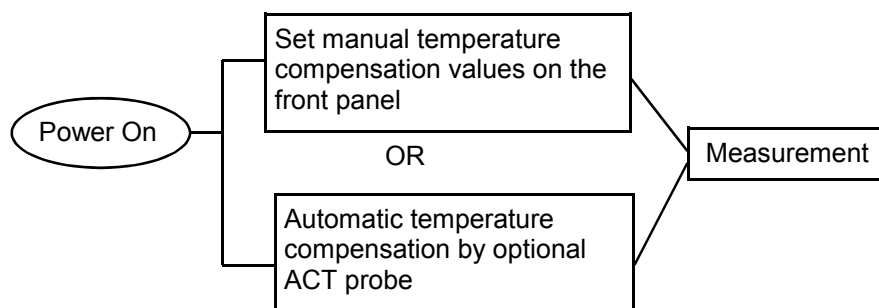 Set manual temperature
compensation values on the
front panel
Power On
OR
Measurement
Automatic temperature
compensation by optional
ACT probe